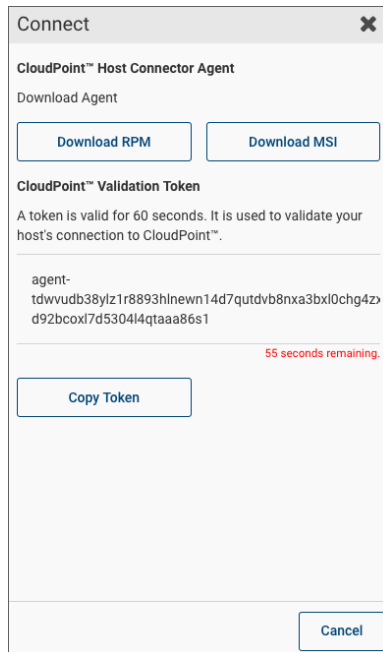 Connect
CloudPoint™ Host Connector Agent
Download Agent
Download RPM
Download MSI
CloudPoint™ Validation Token
A token is valid for 60 seconds. It is used to validate your
host's connection to CloudPoint™.
agent-
tdwvudb38ylz1r8893hlnewn14d7qutdvb8nxa3bxl0chg4zx
d92bcoxl7d5304l4qtaaa86s1
55 seconds remaining.
Copy Token
Cancel